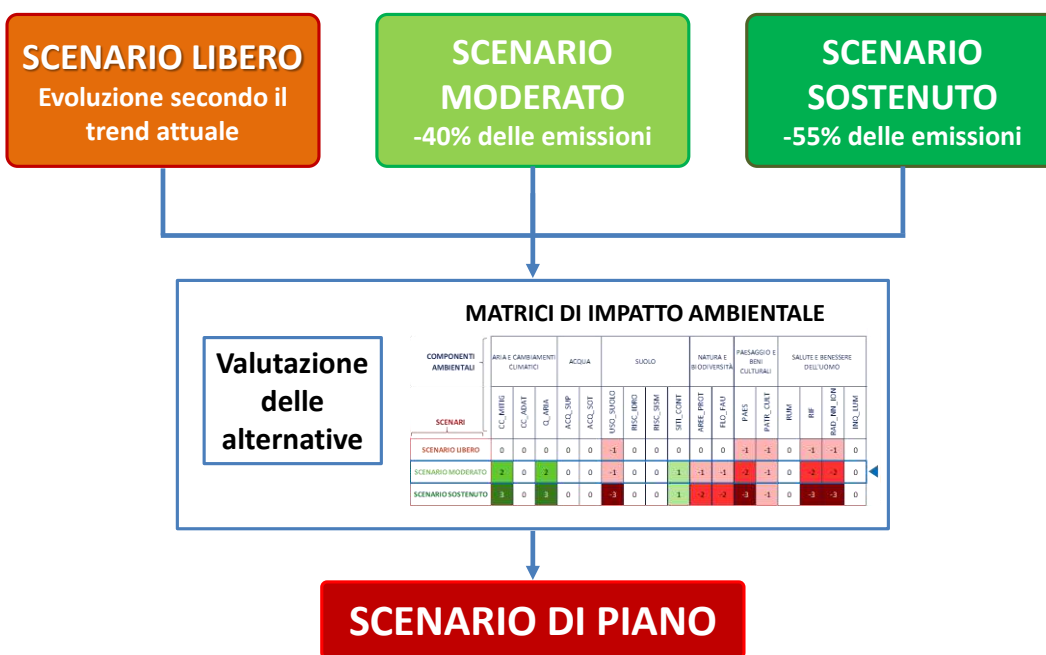 SCENARIO LIBERO
Evoluzione secondo il
trend attuale
SCENARIO
MODERATO
-40% delle emissioni
SCENARIO
SOSTENUTO
-55% delle emissioni
MATRICI DI IMPATTO AMBIENTALE
Valutazione
delle
alternative
COMPONENTI
AMBIENTALI
ARIA E CAMBIAMENTI
CLIMATICI
ACQUA
SUOLO
NATURA E
BIODIVERSITÀ
PAESAGGIO E
BENI
CULTURALI
SALUTE E BENESSERE
DELL'UOMO
SCENARI
CC_MITIG
CC_ADAT
Q_ARIA
ACQ_SUP
ACQ_SOT
USO_SUOLO
RISC_IDRO
RISC_SISM
SITI_CONT
AREE_PROT
FLO_FAU
PAES
PATR_CULT
RUM
RIF
RAD_NN_ION
INQ_LUM
SCENARIO LIBERO 0 0 0 0 0 -1 0 0 0 0 0 -1 -1 0 -1 -1 0
SCENARIO MODERATO 2 0 2 0 0 -1 0 0 1 -1 -1 -2 -1 0 -2 -2 0
SCENARIO SOSTENUTO 3 0 3 0 0 -3 0 0 1 -2 -2 -3 -1 0 -3 -3 0
SCENARIO DI PIANO